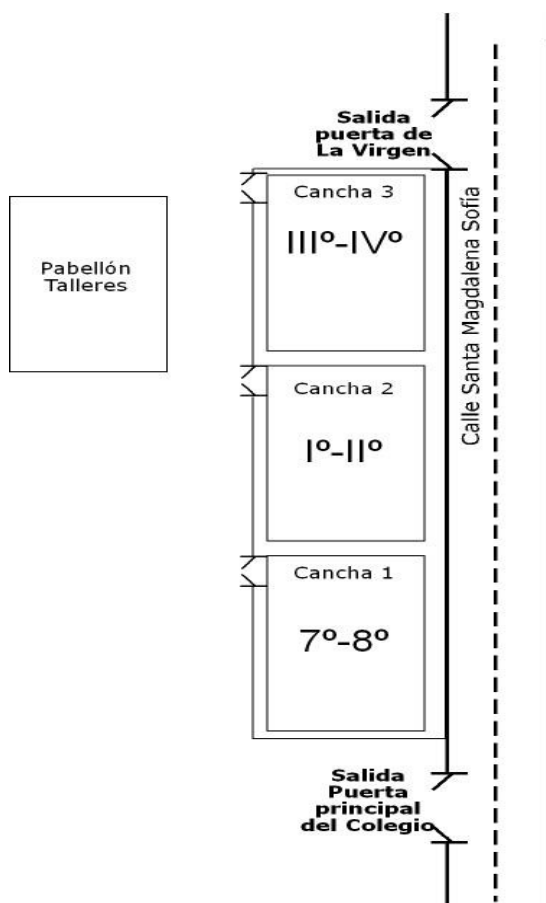 Salida
puerta de
La Virgen
Cancha 3
IIIº-IVº
Pabellón
Talleres
Calle Santa Magdalena Sofía
Cancha 2
Iº-IIº
Cancha 1
7º-8º
Salida
Puerta
principal
del Colegio